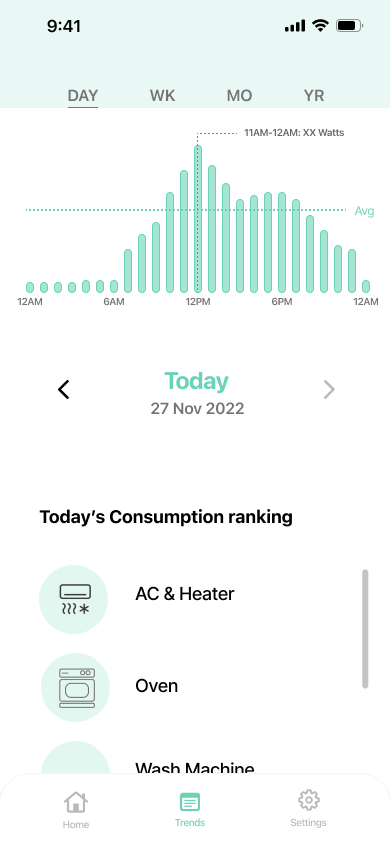 9:41
DAY WK MO YR
11AM-12AM: XX Watts
Avg
12AM 6AM 12PM 6PM 12AM
Today
27 Nov 2022
Today’s Consumption ranking
AC & Heater
Oven
Wash Machine
Home Trends Settings